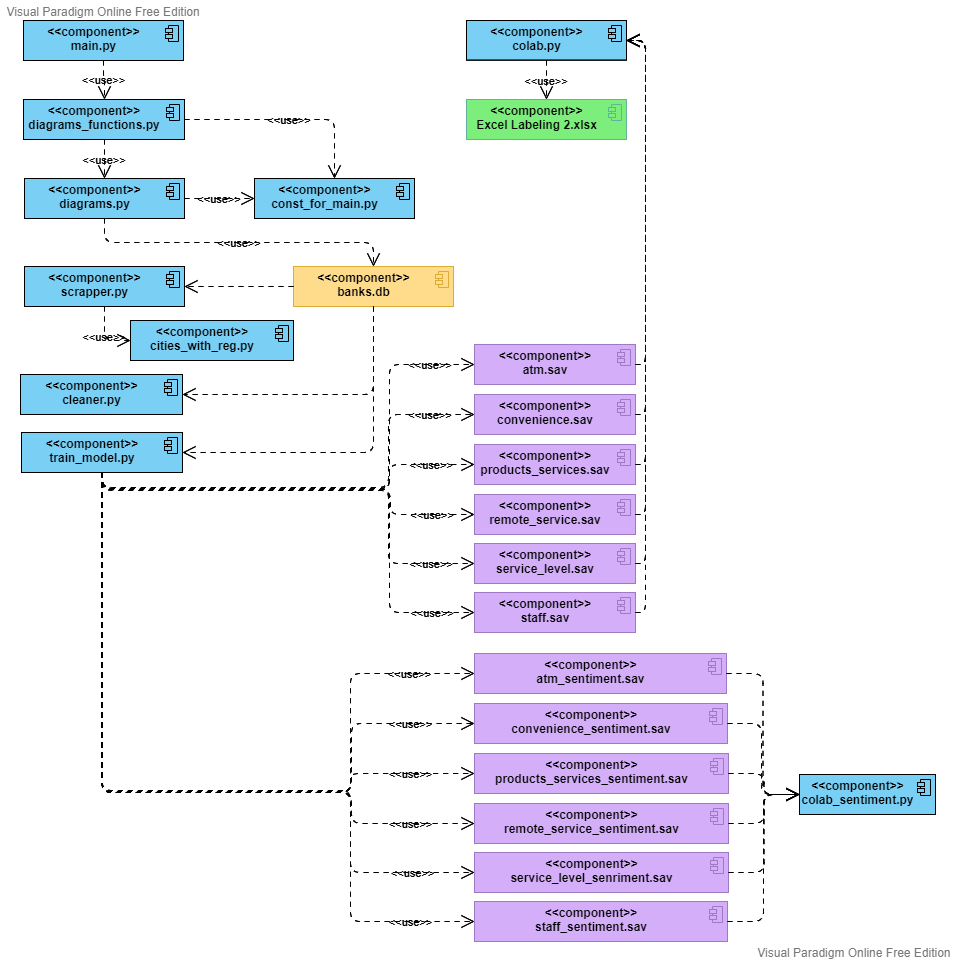 Visual Paradigm Online Free Edition
<<component>>
main.py
<<use>>
<<component>>
diagrams_functions.py
<<use>>
<<use>>
<<component>>
diagrams.py
<<use>>
<<component>>
const_for_main.py
<<use>>
<<component>>
colab.py
<<use>>
<<component>>
Excel Labeling 2.xlsx
<<component>>
scrapper.py
<<component>>
banks.db
<<use>>
<<component>>
cities_with_reg.py
<<component>>
cleaner.py
<<component>>
train_model.py
<<use>>
<<component>>
atm.sav
<<use>>
<<component>>
convenience.sav
<<use>>
<<component>>
products_services.sav
<<use>>
<<component>>
remote_service.sav
<<use>>
<<component>>
service_level.sav
<<use>>
<<component>>
staff.sav
<<use>>
<<component>>
atm_sentiment.sav
<<use>>
<<component>>
convenience_sentiment.sav
<<use>>
<<component>>
products_services_sentiment.sav
<<use>>
<<component>>
remote_service_sentiment.sav
<<use>>
<<component>>
service_level_senriment.sav
<<use>>
<<component>>
staff_sentiment.sav
<<component>>
colab_sentiment.py
Visual Paradigm Online Free Edition